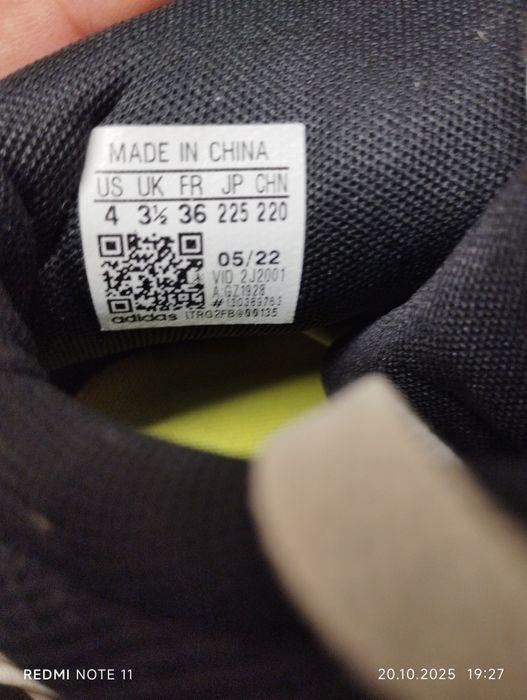 MADE IN CHINA
US UK FR JP CHN
4 3½ 36 225 220
05/22
VID 2J2001
A.GZ1928
adidas
REDMI NOTE 11
20.10.2025 19:27